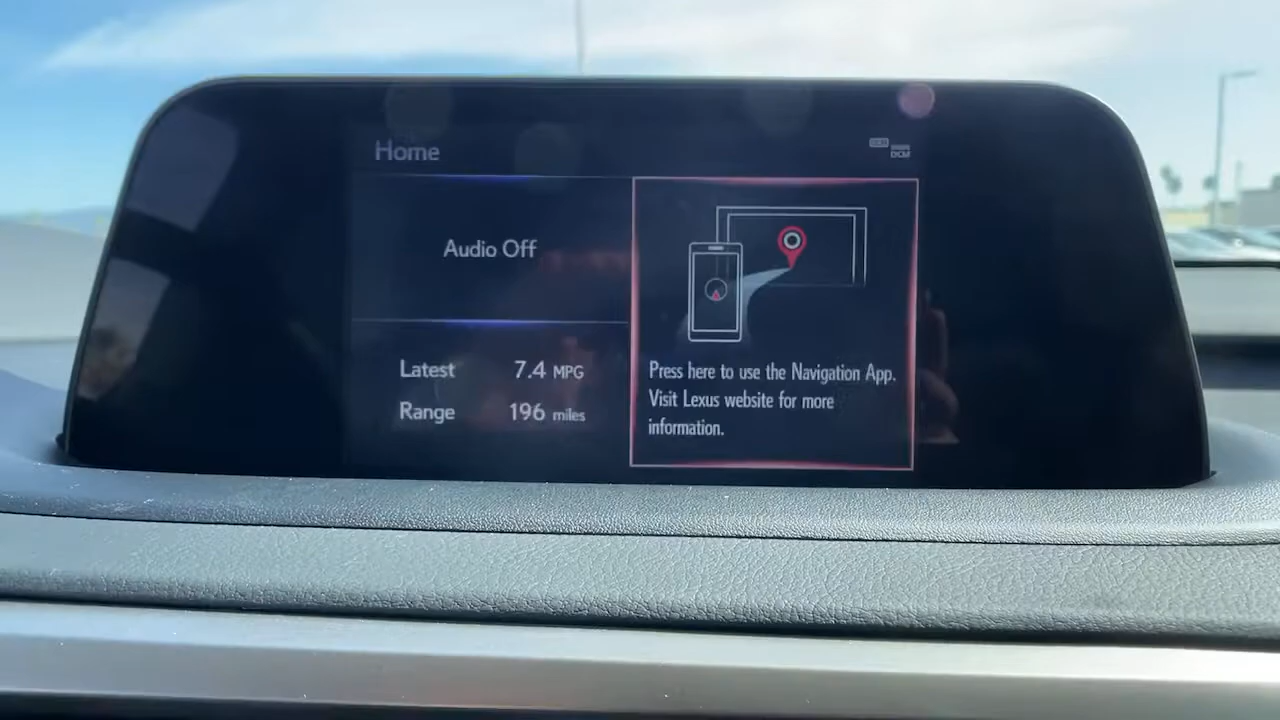 Home
DCM
Audio Off
Latest 7.4 MPG
Range 196 miles
Press here to use the Navigation App.
Visit Lexus website for more
information.